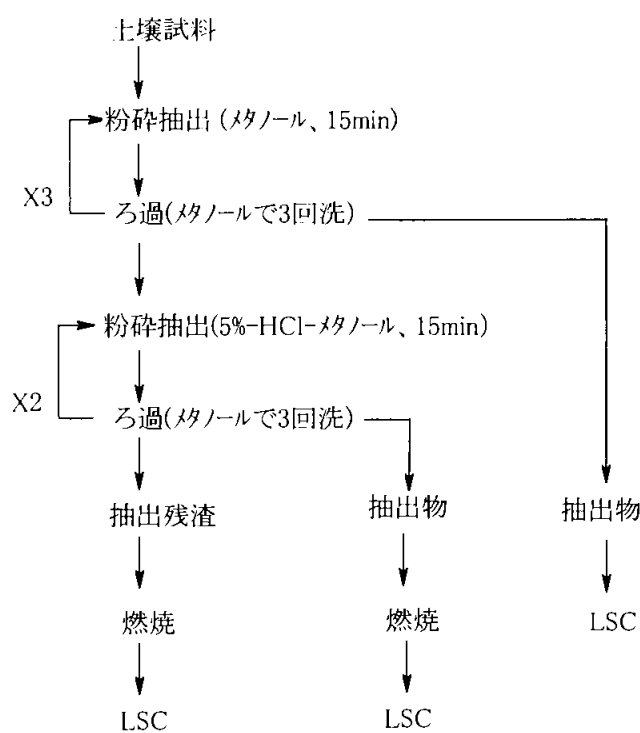 土壌試料
粉砕抽出 (メタノール、15min)
X3
ろ過(メタノールで3回洗)
粉砕抽出(5%-HCl-メタノール、15min)
X2
ろ過(メタノールで3回洗)
抽出残渣
抽出物
抽出物
燃焼
燃焼
LSC
LSC
LSC